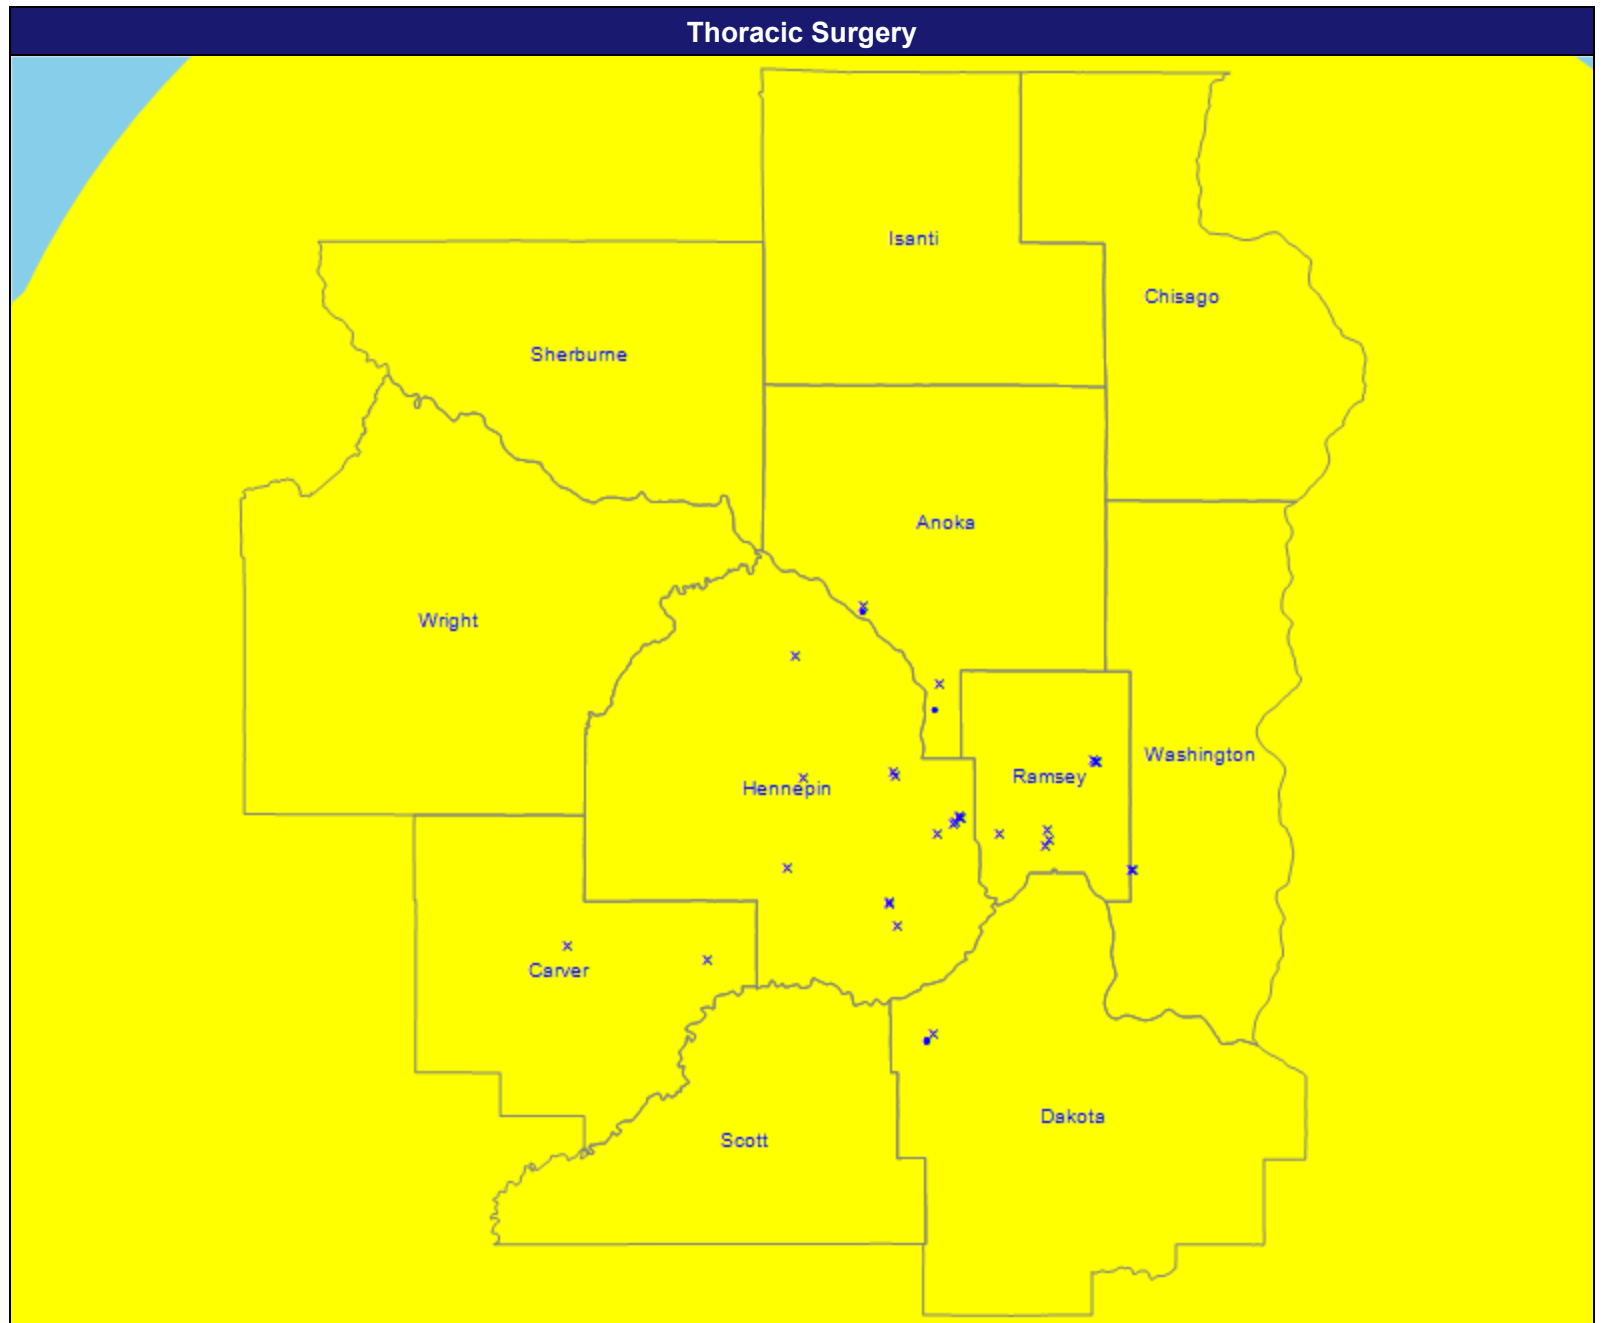 Thoracic Surgery
Isanti
Chisago
Sherburne
Anoka
Wright
Washington
Ramsey
Hennepin
Carver
Dakota
Scott